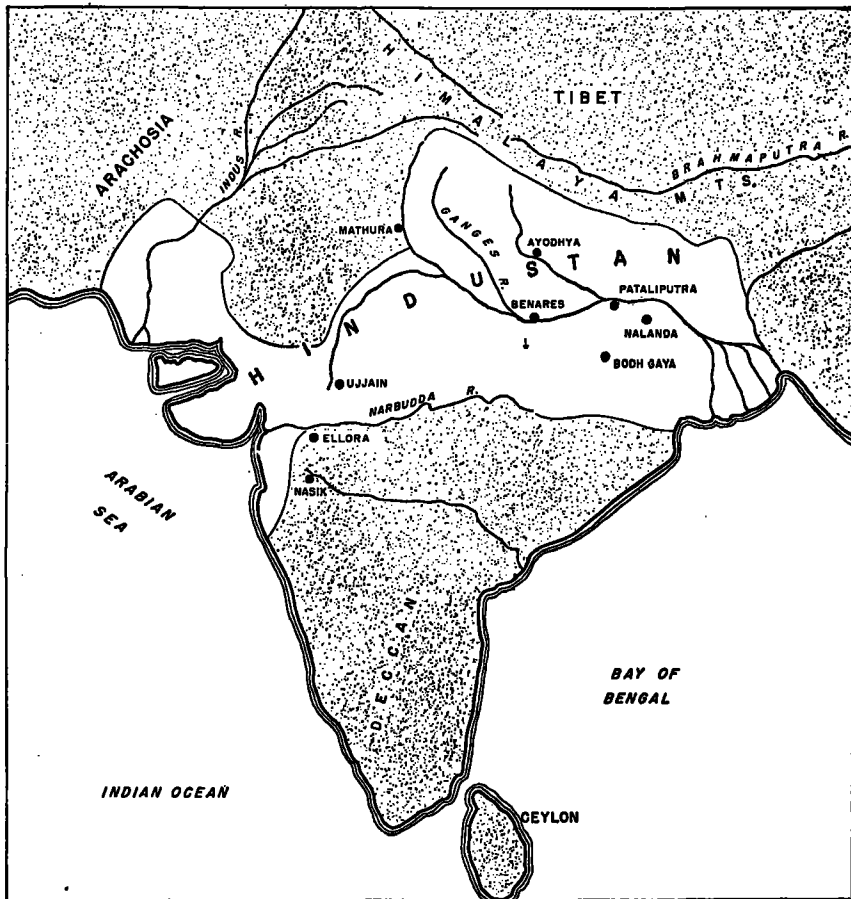 HIMALAYA MTS.
TIBET
BRAHMAPUTRA R.
ARACHOSIA
INDUS R.
MATHURA
GANGES R.
AYODHYA
HINDUSTAN
PATALIPUTRA
BENARES
NALANDA
BODH GAYA
UJJAIN
NARBUDDA R.
ELLORA
NASIK
ARABIAN
SEA
DECCAN
BAY OF
BENGAL
INDIAN OCEAN
CEYLON